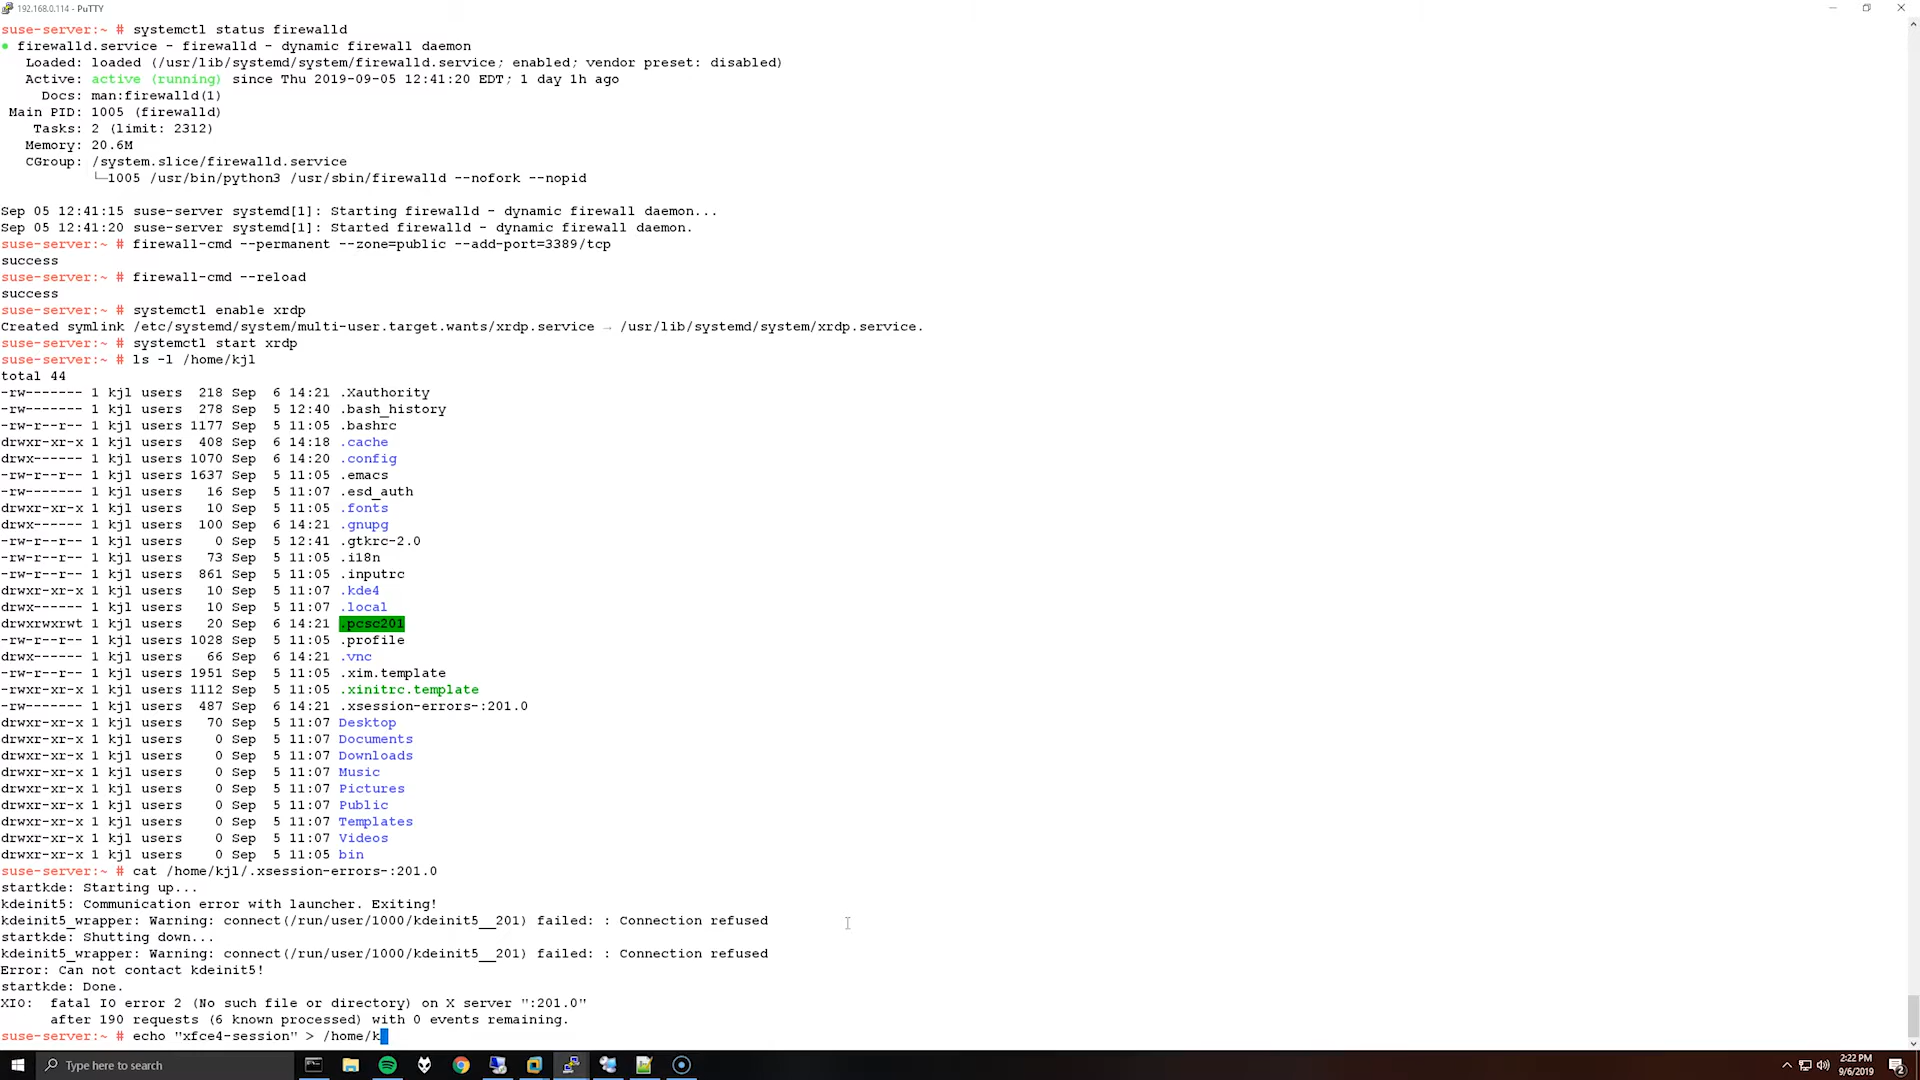 192.168.0.114 - PuTTY
suse-server:~ # systemctl status firewalld
● firewalld.service - firewalld - dynamic firewall daemon
   Loaded: loaded (/usr/lib/systemd/system/firewalld.service; enabled; vendor preset: disabled)
   Active: active (running) since Thu 2019-09-05 12:41:20 EDT; 1 day 1h ago
     Docs: man:firewalld(1)
 Main PID: 1005 (firewalld)
    Tasks: 2 (limit: 2312)
   Memory: 20.6M
   CGroup: /system.slice/firewalld.service
           └─1005 /usr/bin/python3 /usr/sbin/firewalld --nofork --nopid
Sep 05 12:41:15 suse-server systemd[1]: Starting firewalld - dynamic firewall daemon...
Sep 05 12:41:20 suse-server systemd[1]: Started firewalld - dynamic firewall daemon.
suse-server:~ # firewall-cmd --permanent --zone=public --add-port=3389/tcp
success
suse-server:~ # firewall-cmd --reload
success
suse-server:~ # systemctl enable xrdp
Created symlink /etc/systemd/system/multi-user.target.wants/xrdp.service → /usr/lib/systemd/system/xrdp.service.
suse-server:~ # systemctl start xrdp
suse-server:~ # ls -l /home/kjl
total 44
-rw------- 1 kjl users  218 Sep  6 14:21 .Xauthority
-rw------- 1 kjl users  278 Sep  5 12:40 .bash_history
-rw-r--r-- 1 kjl users 1177 Sep  5 11:05 .bashrc
drwxr-xr-x 1 kjl users  408 Sep  6 14:18 .cache
drwx------ 1 kjl users 1070 Sep  6 14:20 .config
-rw-r--r-- 1 kjl users 1637 Sep  5 11:05 .emacs
-rw------- 1 kjl users   16 Sep  5 11:07 .esd_auth
drwxr-xr-x 1 kjl users   10 Sep  5 11:05 .fonts
drwx------ 1 kjl users  100 Sep  6 14:21 .gnupg
-rw-r--r-- 1 kjl users    0 Sep  5 12:41 .gtkrc-2.0
-rw-r--r-- 1 kjl users   73 Sep  5 11:05 .i18n
-rw-r--r-- 1 kjl users  861 Sep  5 11:05 .inputrc
drwxr-xr-x 1 kjl users   10 Sep  5 11:07 .kde4
drwx------ 1 kjl users   10 Sep  5 11:07 .local
drwxrwxrwt 1 kjl users   20 Sep  6 14:21 .pcsc201
-rw-r--r-- 1 kjl users 1028 Sep  5 11:05 .profile
drwx------ 1 kjl users   66 Sep  6 14:21 .vnc
-rw-r--r-- 1 kjl users 1951 Sep  5 11:05 .xim.template
-rwxr-xr-x 1 kjl users 1112 Sep  5 11:05 .xinitrc.template
-rw------- 1 kjl users  487 Sep  6 14:21 .xsession-errors-:201.0
drwxr-xr-x 1 kjl users   70 Sep  5 11:07 Desktop
drwxr-xr-x 1 kjl users    0 Sep  5 11:07 Documents
drwxr-xr-x 1 kjl users    0 Sep  5 11:07 Downloads
drwxr-xr-x 1 kjl users    0 Sep  5 11:07 Music
drwxr-xr-x 1 kjl users    0 Sep  5 11:07 Pictures
drwxr-xr-x 1 kjl users    0 Sep  5 11:07 Public
drwxr-xr-x 1 kjl users    0 Sep  5 11:07 Templates
drwxr-xr-x 1 kjl users    0 Sep  5 11:07 Videos
drwxr-xr-x 1 kjl users    0 Sep  5 11:05 bin
suse-server:~ # cat /home/kjl/.xsession-errors-:201.0
startkde: Starting up...
kdeinit5: Communication error with launcher. Exiting!
kdeinit5_wrapper: Warning: connect(/run/user/1000/kdeinit5__201) failed: : Connection refused
startkde: Shutting down...
kdeinit5_wrapper: Warning: connect(/run/user/1000/kdeinit5__201) failed: : Connection refused
Error: Can not contact kdeinit5!
startkde: Done.
XIO:  fatal IO error 2 (No such file or directory) on X server ":201.0"
      after 190 requests (6 known processed) with 0 events remaining.
suse-server:~ # echo "xfce4-session" > /home/k
Type here to search
2:22 PM
9/6/2019
2